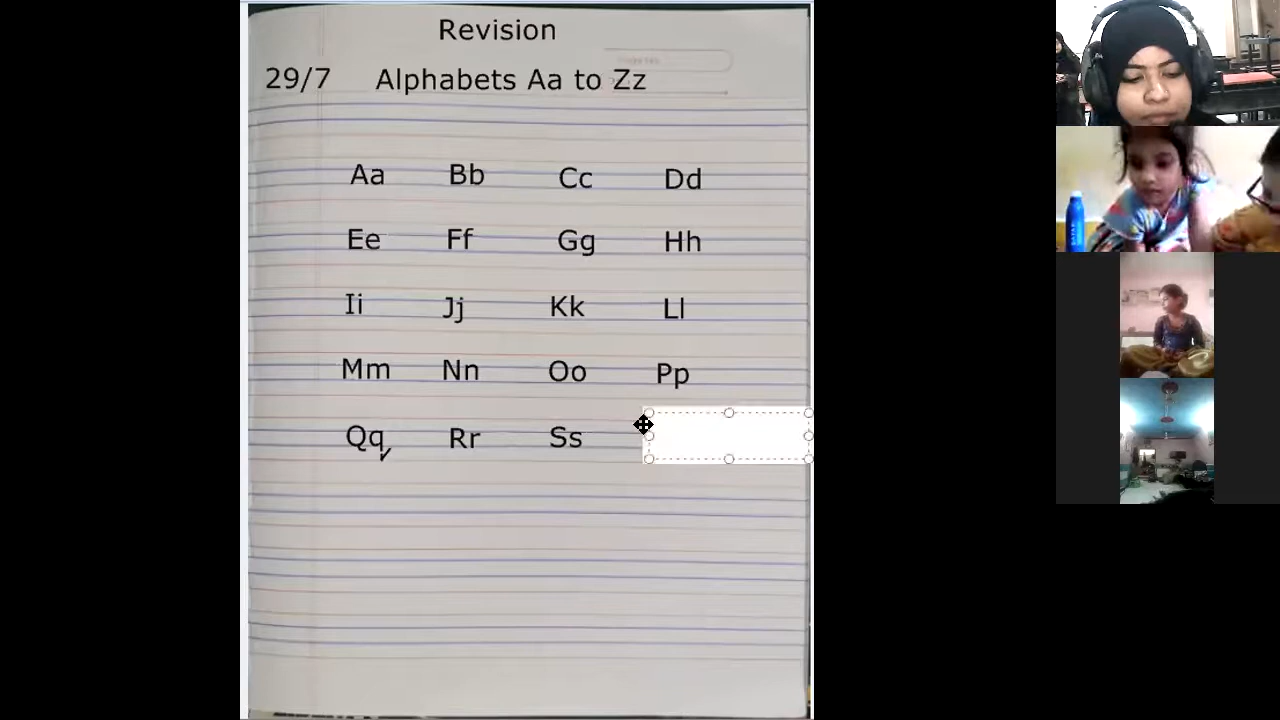 Revision
29/7 Alphabets Aa to Zz
Aa Bb Cc Dd
Ee Ff Gg Hh
Ii Jj Kk Ll
Mm Nn Oo Pp
Qq Rr Ss